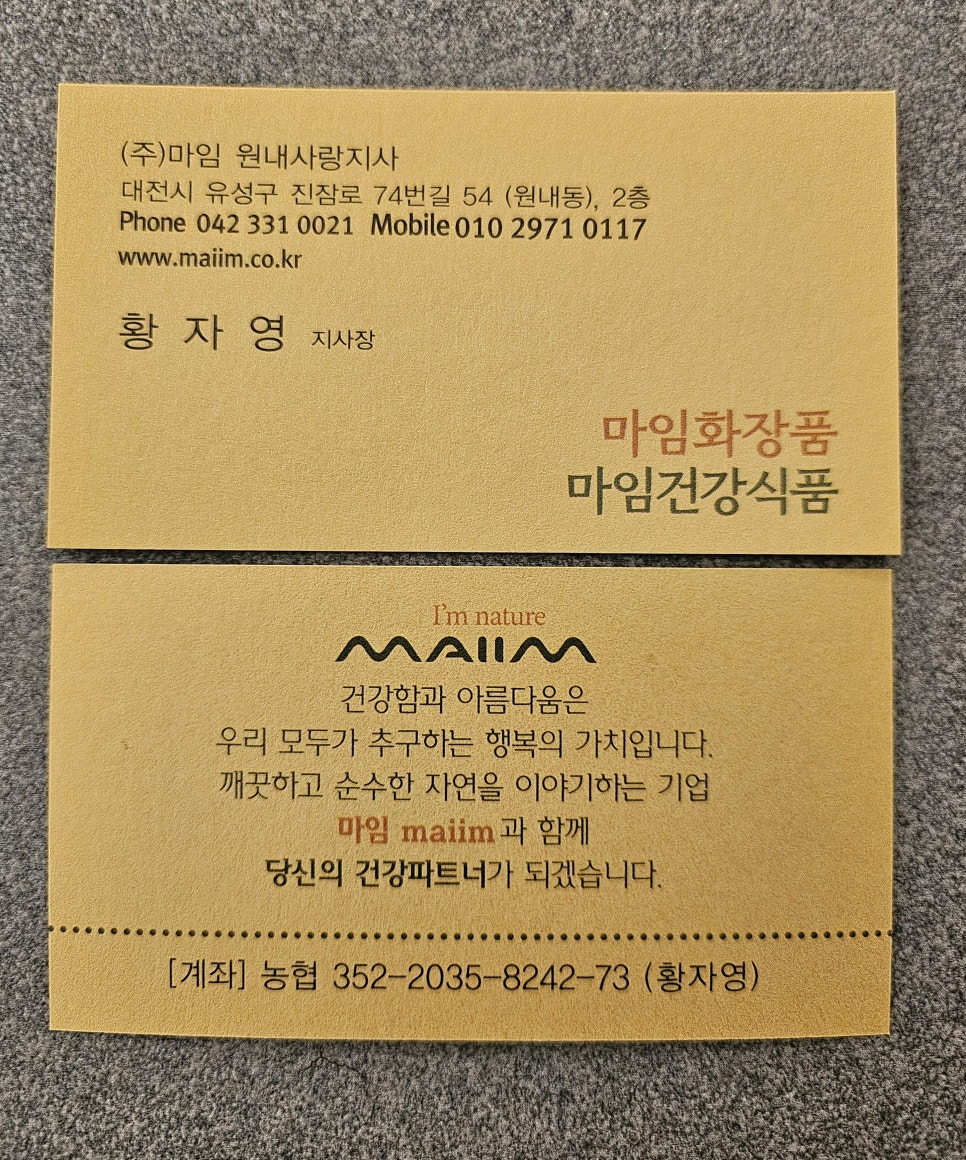 (주)마임 원내사랑지사
대전시 유성구 진잠로 74번길 54 (원내동), 2층
Phone 042 331 0021 Mobile 010 2971 0117
www.maiim.co.kr
황 자 영 지사장
마임화장품
마임건강식품
I'm nature
MAIIM
건강함과 아름다움은
우리 모두가 추구하는 행복의 가치입니다.
깨끗하고 순수한 자연을 이야기하는 기업
마임 maiim과 함께
당신의 건강파트너가 되겠습니다.
[계좌] 농협 352-2035-8242-73 (황자영)